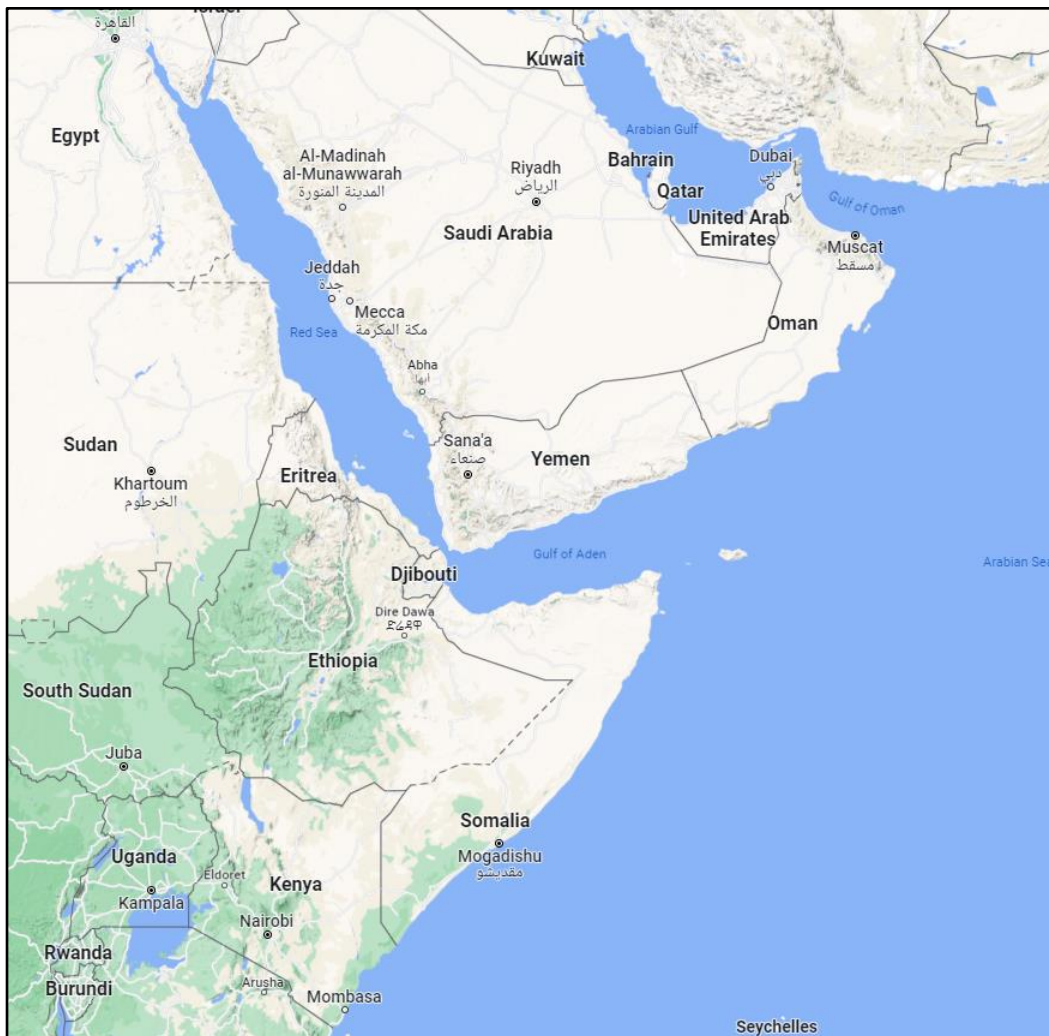 Israel
القاهرة
Kuwait
Egypt
Arabian Gulf
Al-Madinah
al-Munawwarah
المدينة المنورة
Riyadh
الرياض
Bahrain
Dubai
دبي
Qatar
Saudi Arabia
United Arab
Emirates
Gulf of Oman
Muscat
مسقط
Jeddah
جدة
Mecca
مكة المكرمة
Red Sea
Oman
Abha
أبها
Sudan
Khartoum
الخرطوم
Eritrea
Sana'a
صنعاء
Yemen
Gulf of Aden
Arabian Sea
Djibouti
Dire Dawa
ድሬዳዋ
Ethiopia
South Sudan
Juba
Somalia
Mogadishu
مقديشو
Uganda
Eldoret
Kenya
Kampala
Nairobi
Rwanda
Burundi
Arusha
Mombasa
Seychelles